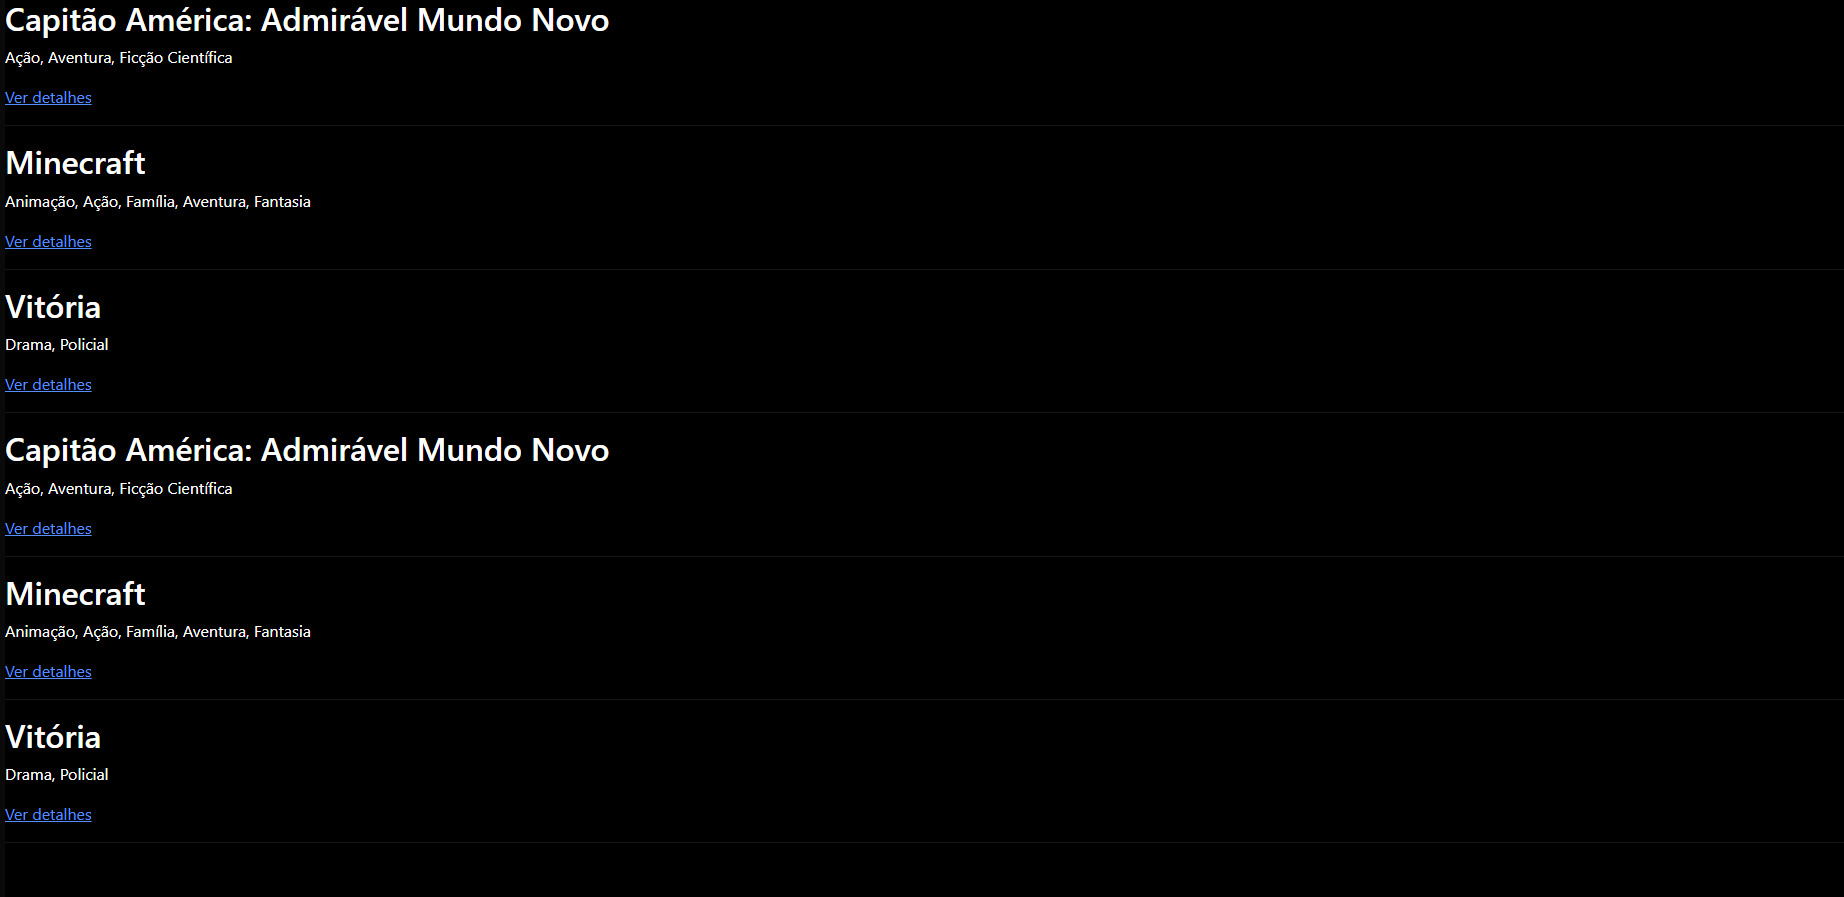 Capitão América: Admirável Mundo Novo
Ação, Aventura, Ficção Científica
Ver detalhes
Minecraft
Animação, Ação, Família, Aventura, Fantasia
Ver detalhes
Vitória
Drama, Policial
Ver detalhes
Capitão América: Admirável Mundo Novo
Ação, Aventura, Ficção Científica
Ver detalhes
Minecraft
Animação, Ação, Família, Aventura, Fantasia
Ver detalhes
Vitória
Drama, Policial
Ver detalhes